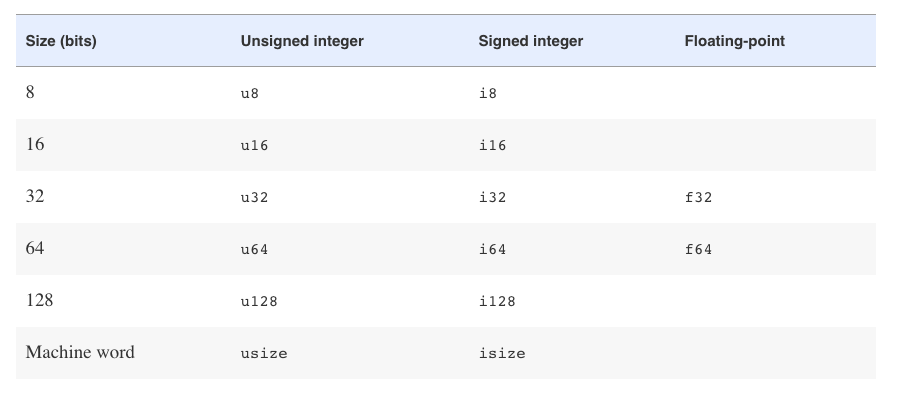 Size (bits) Unsigned integer Signed integer Floating-point
8 u8 i8
16 u16 i16
32 u32 i32 f32
64 u64 i64 f64
128 u128 i128
Machine word usize isize